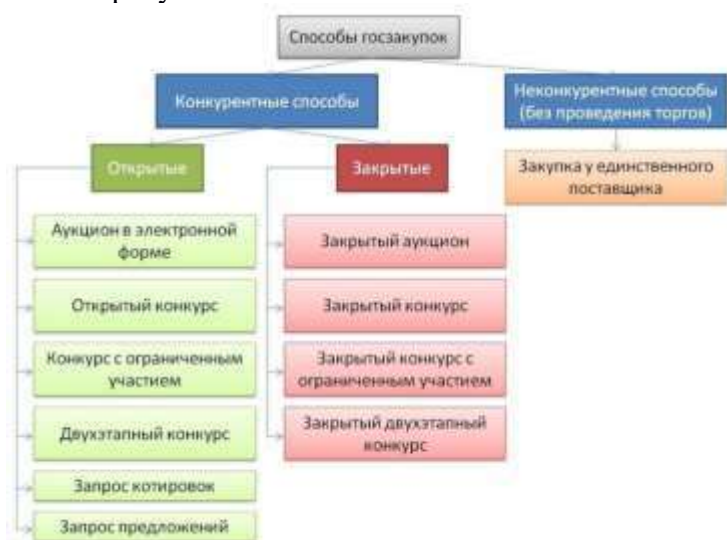 Способы госзакупок
Конкурентные способы
Неконкурентные способы
(без проведения торгов)
Открытые
Закрытые
Закупка у единственного
поставщика
Аукцион в электронной
форме
Открытый конкурс
Конкурс с ограниченным
участием
Двухэтапный конкурс
Запрос котировок
Запрос предложений
Закрытый аукцион
Закрытый конкурс
Закрытый конкурс с
ограниченным участием
Закрытый двухэтапный
конкурс